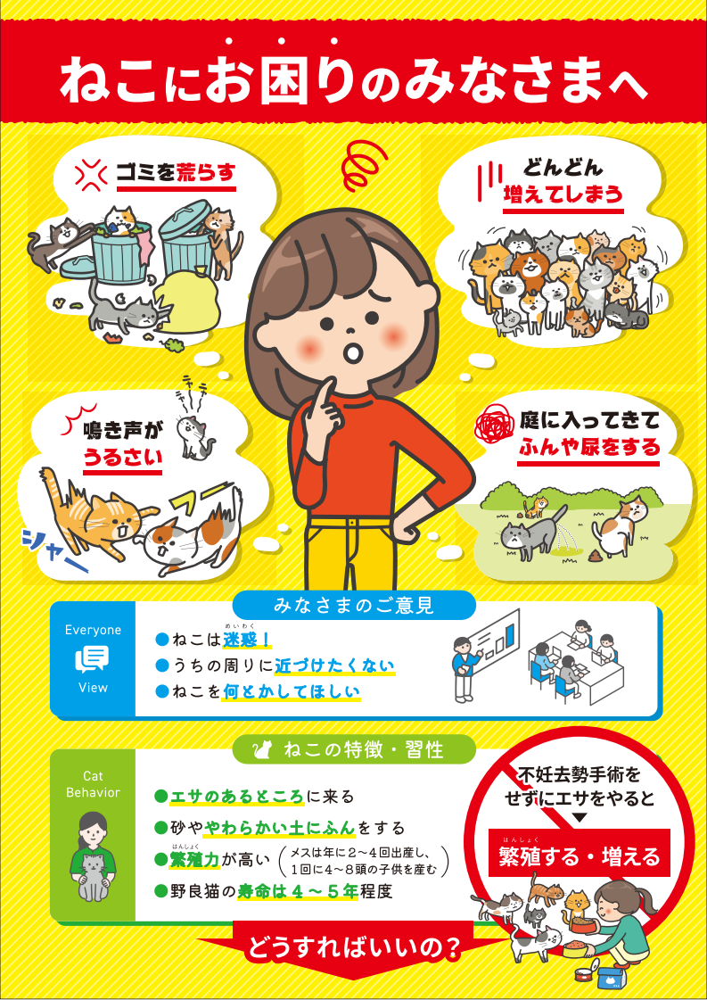 ねこにお困りのみなさまへ
ゴミを荒らす
どんどん
増えてしまう
ニャー
ニャー
鳴き声が
うるさい
フー
シャー
庭に入ってきて
ふんや尿をする
みなさまのご意見
Everyone
View
めいわく
●ねこは迷惑！
●うちの周りに近づけたくない
●ねこを何とかしてほしい
ねこの特徴・習性
Cat
Behavior
●エサのあるところに来る
●砂ややわらかい土にふんをする
はんしょく
●繁殖力が高い（メスは年に２～４回出産し、
１回に４～８頭の子供を産む）
●野良猫の寿命は４～５年程度
不妊去勢手術を
せずにエサをやると
▼
はんしょく
繁殖する・増える
どうすればいいの？